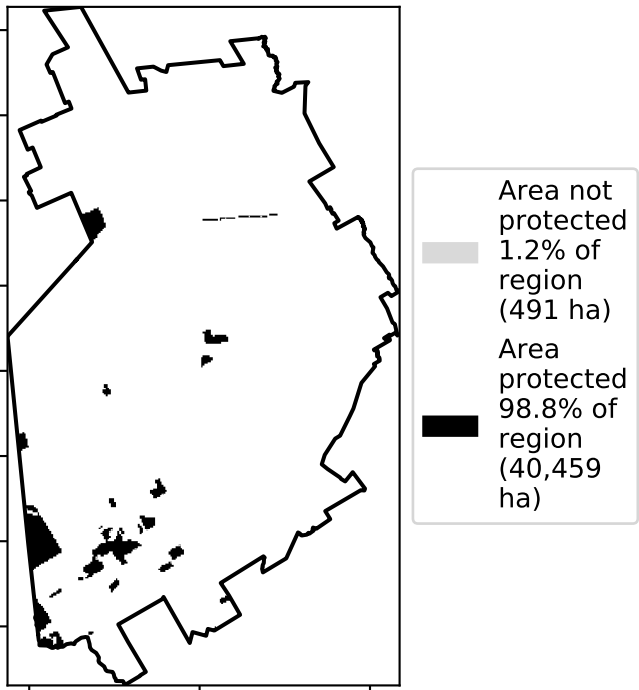 Area not
protected
1.2% of
region
(491 ha)
Area
protected
98.8% of
region
(40,459
ha)